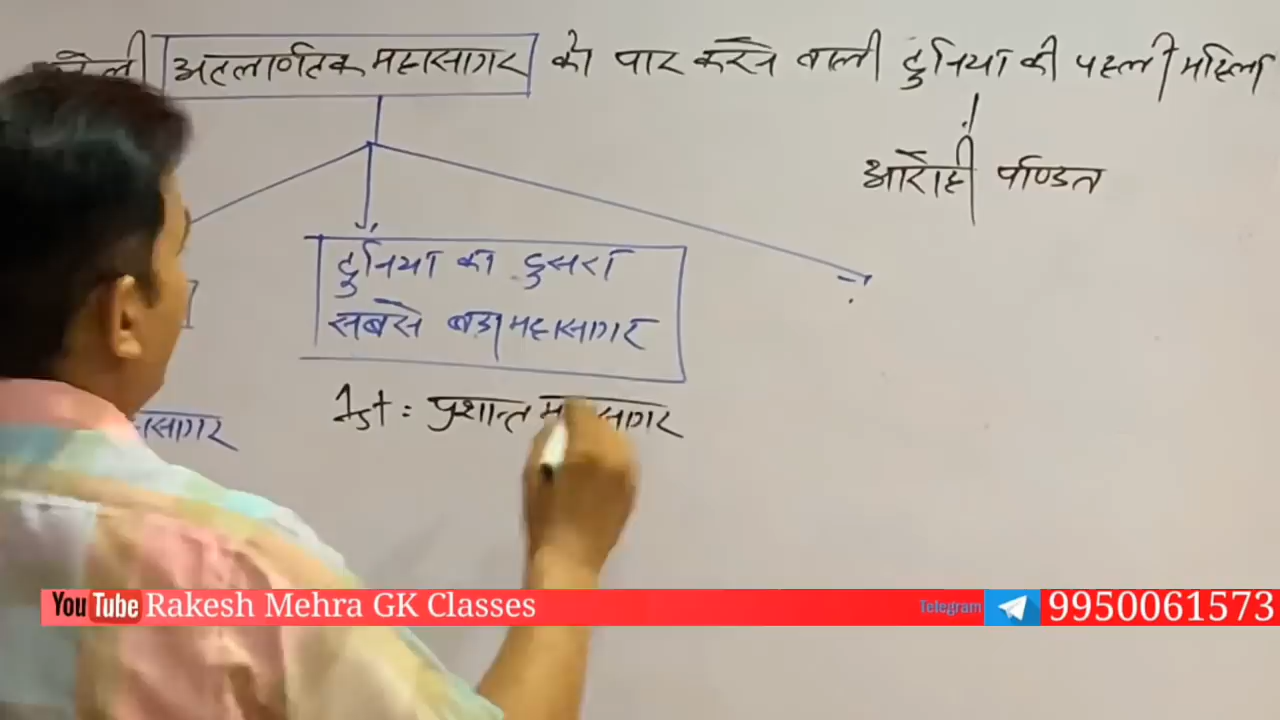 अटलाण्टिक महासागर को पार करने वाली दुनिया की पहली महिला
आरोही पण्डित
दुनिया का दुसरा
सबसे बडा महासागर
1st : प्रशान्त महासागर
YouTube Rakesh Mehra GK Classes
Telegram 9950061573